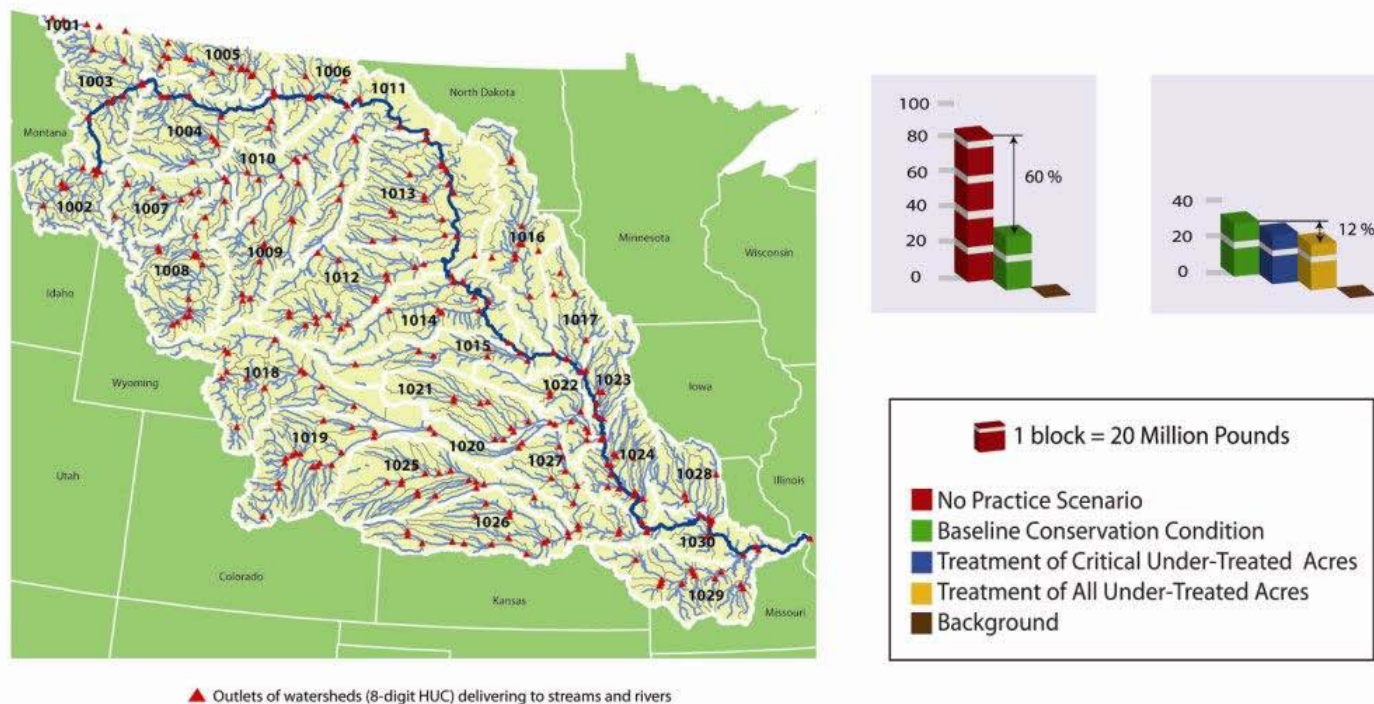 1001
1005
1006
1003
1011
North Dakota
Montana
1004
1010
1013
1002
1007
1016
Minnesota
Wisconsin
1009
1008
1012
Idaho
1014
1017
1015
Wyoming
1018
1021
1022
1023
Iowa
1019
1020
1024
1028
1025
1027
Utah
Illinois
1026
1030
Colorado
Kansas
1029
Missouri
▲ Outlets of watersheds (8-digit HUC) delivering to streams and rivers
100
80
60
40
20
0
60 %
40
20
0
12 %
1 block = 20 Million Pounds
No Practice Scenario
Baseline Conservation Condition
Treatment of Critical Under-Treated Acres
Treatment of All Under-Treated Acres
Background